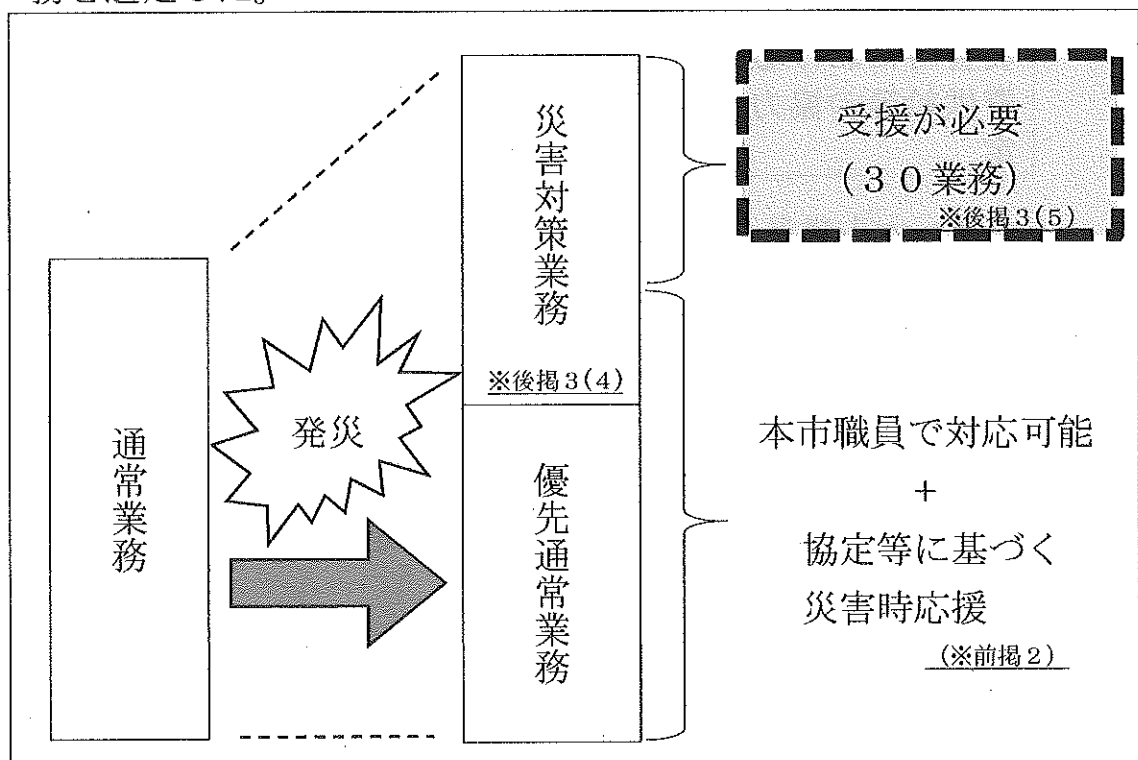 通常業務
発災
災害対策業務
※後掲3(4)
優先通常業務
受援が必要
(30業務)
※後掲3(5)
本市職員で対応可能
+
協定等に基づく
災害時応援
(※前掲2)